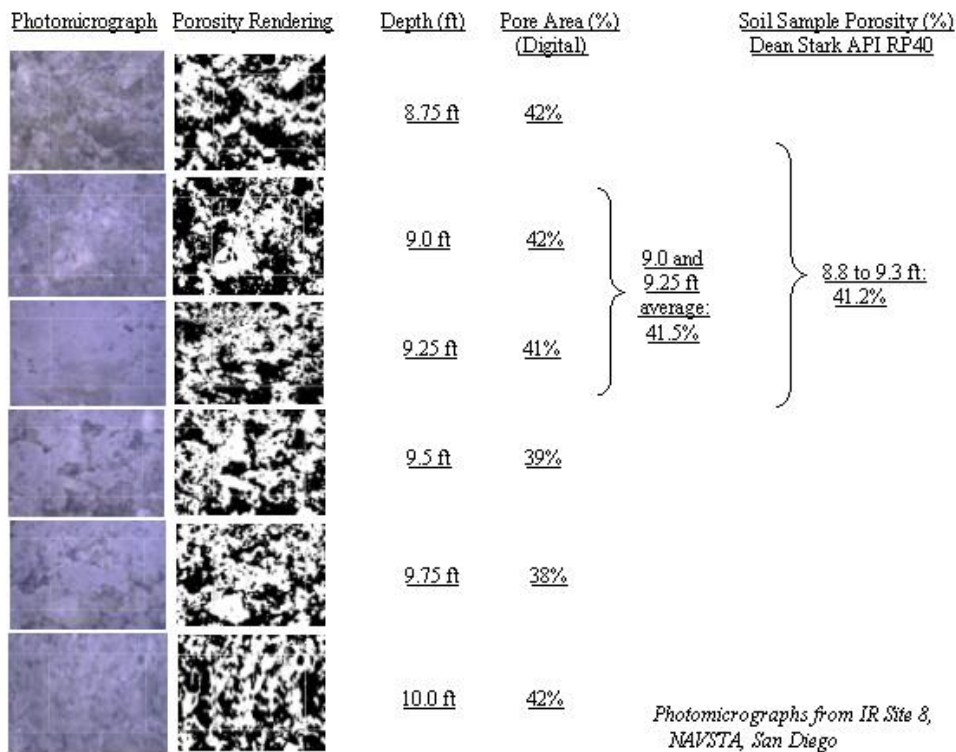 Photomicrograph Porosity Rendering Depth (ft) Pore Area (%) Soil Sample Porosity (%)
(Digital) Dean Stark API RP40
8.75 ft 42%
9.0 ft 42%
9.0 and
9.25 ft
average:
41.5%
8.8 to 9.3 ft:
41.2%
9.25 ft 41%
9.5 ft 39%
9.75 ft 38%
10.0 ft 42%
Photomicrographs from IR Site 8,
NAVSTA, San Diego